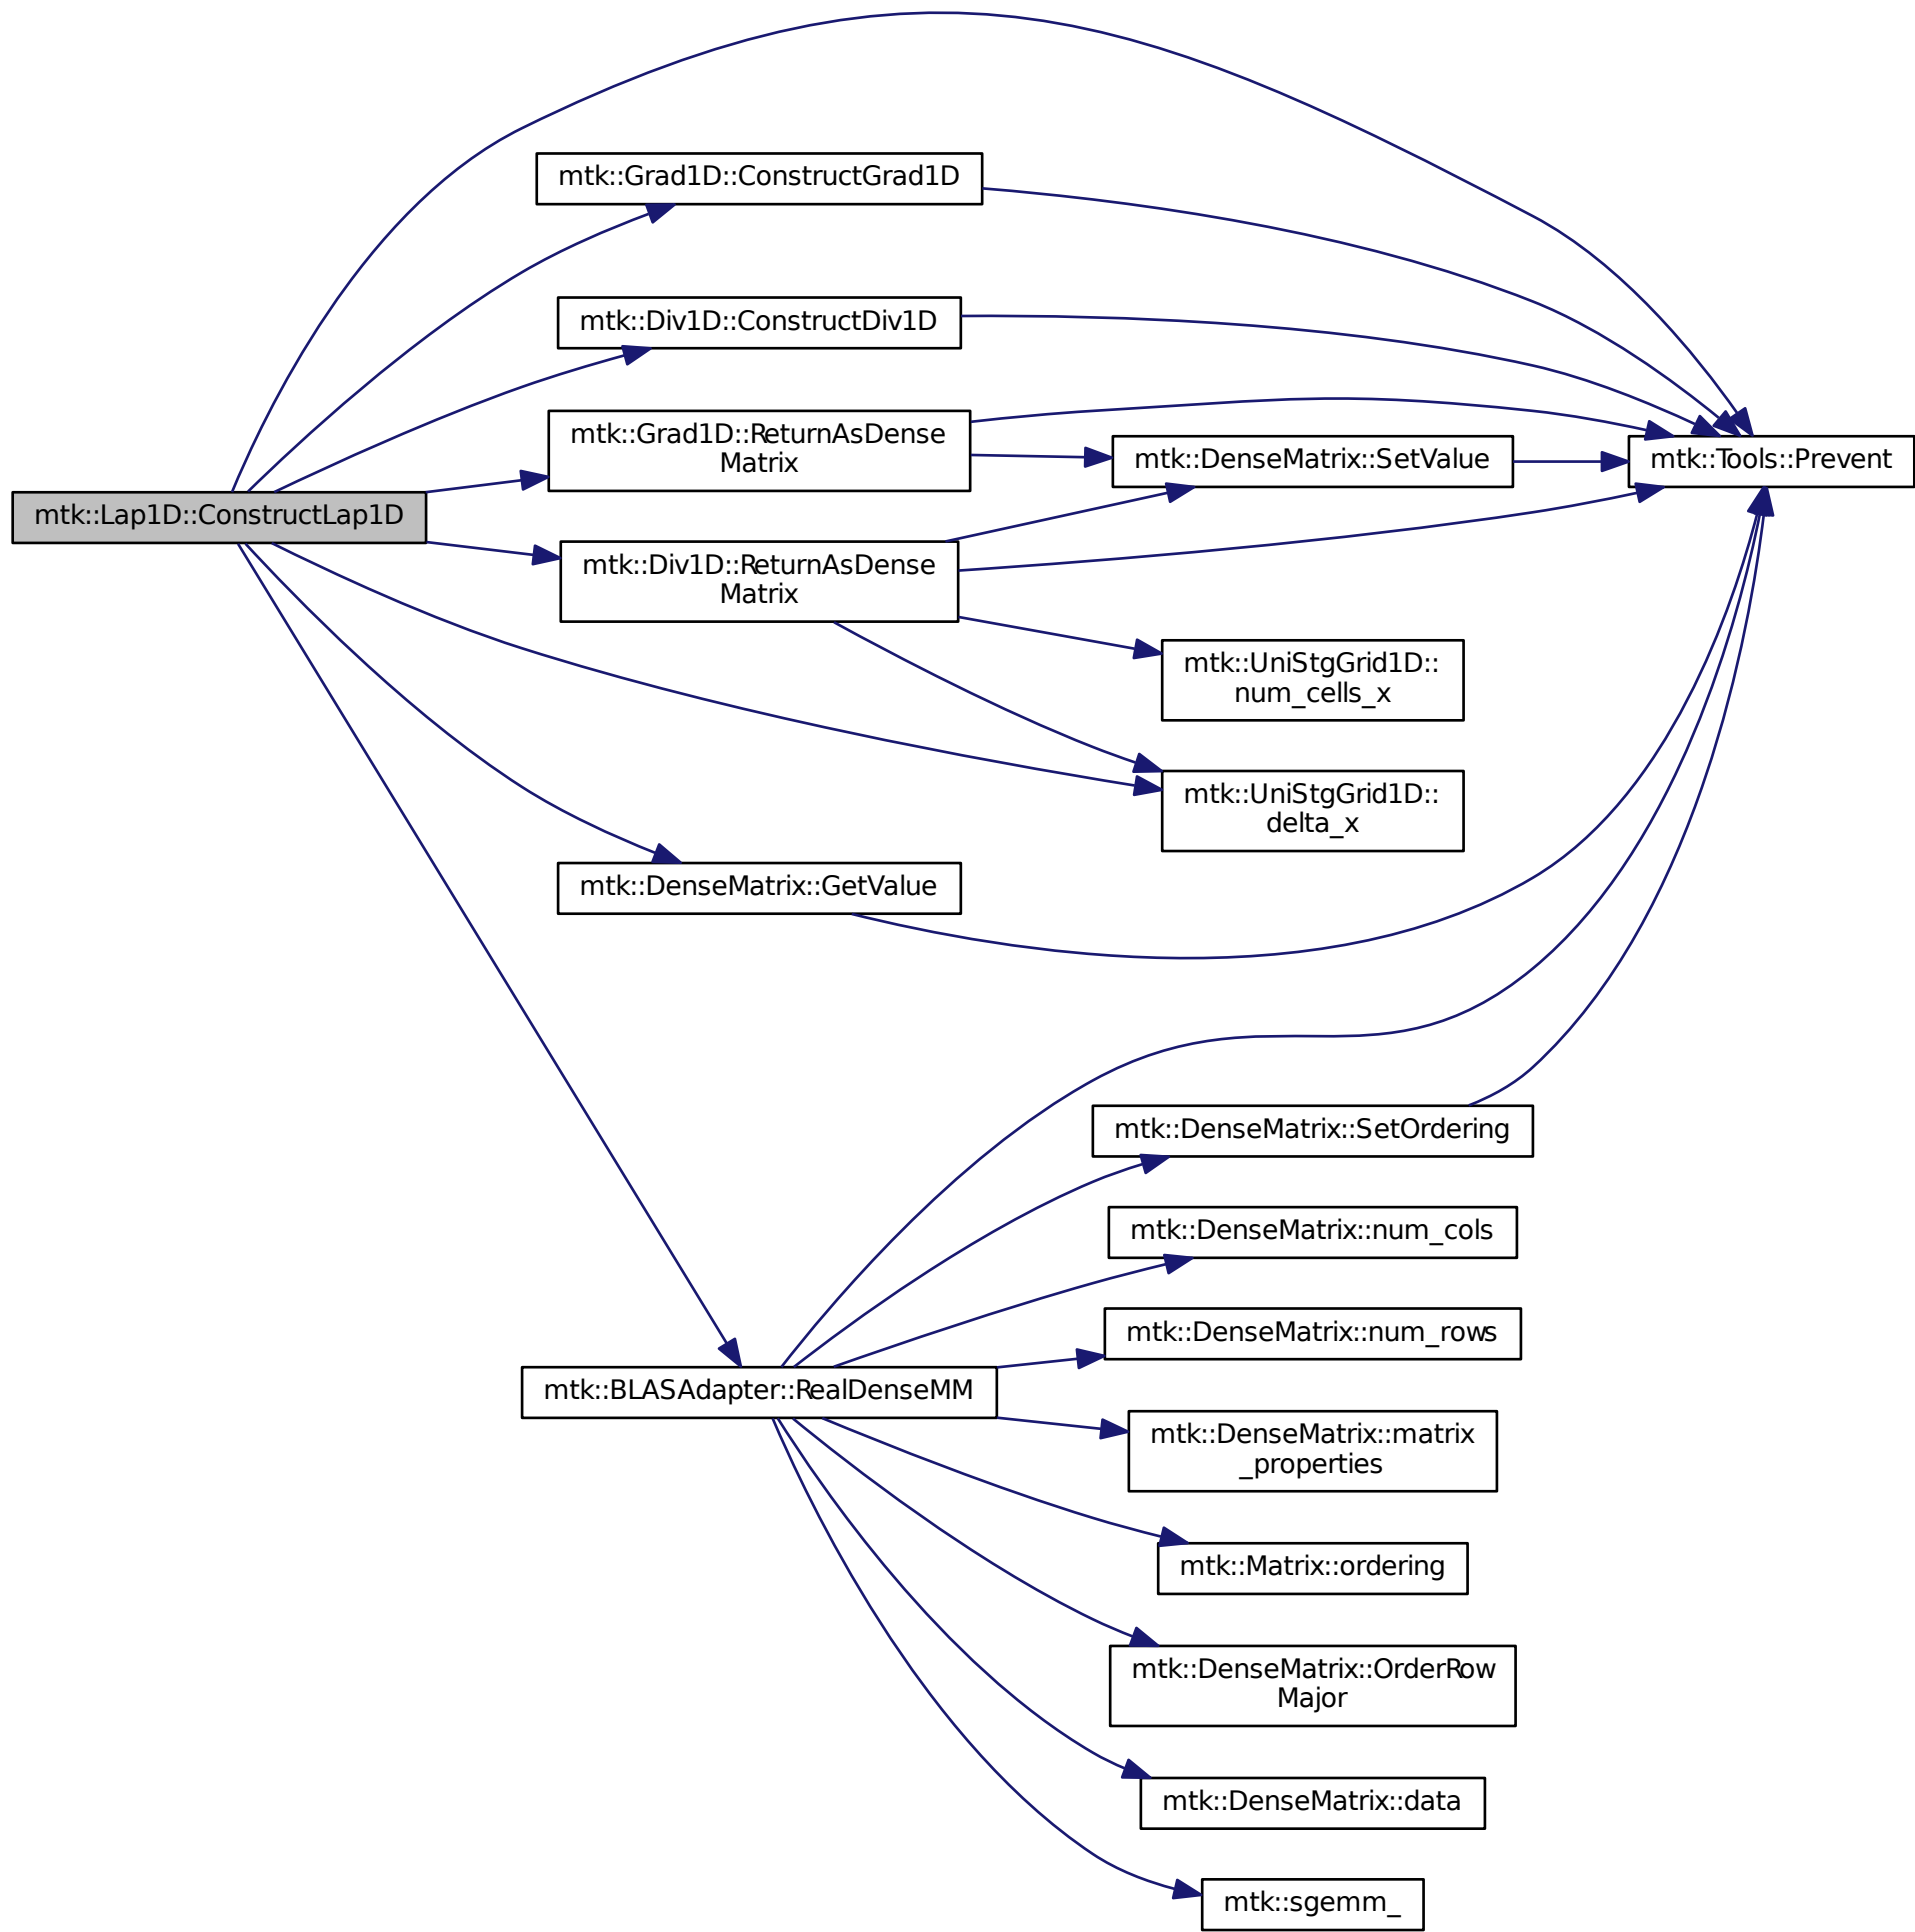 mtk::Lap1D::ConstructLap1D
mtk::Grad1D::ConstructGrad1D
mtk::Div1D::ConstructDiv1D
mtk::Grad1D::ReturnAsDense
Matrix
mtk::Div1D::ReturnAsDense
Matrix
mtk::DenseMatrix::GetValue
mtk::BLASAdapter::RealDenseMM
mtk::DenseMatrix::SetValue
mtk::UniStgGrid1D::
num_cells_x
mtk::UniStgGrid1D::
delta_x
mtk::DenseMatrix::SetOrdering
mtk::DenseMatrix::num_cols
mtk::DenseMatrix::num_rows
mtk::DenseMatrix::matrix
_properties
mtk::Matrix::ordering
mtk::DenseMatrix::OrderRow
Major
mtk::DenseMatrix::data
mtk::sgemm_
mtk::Tools::Prevent